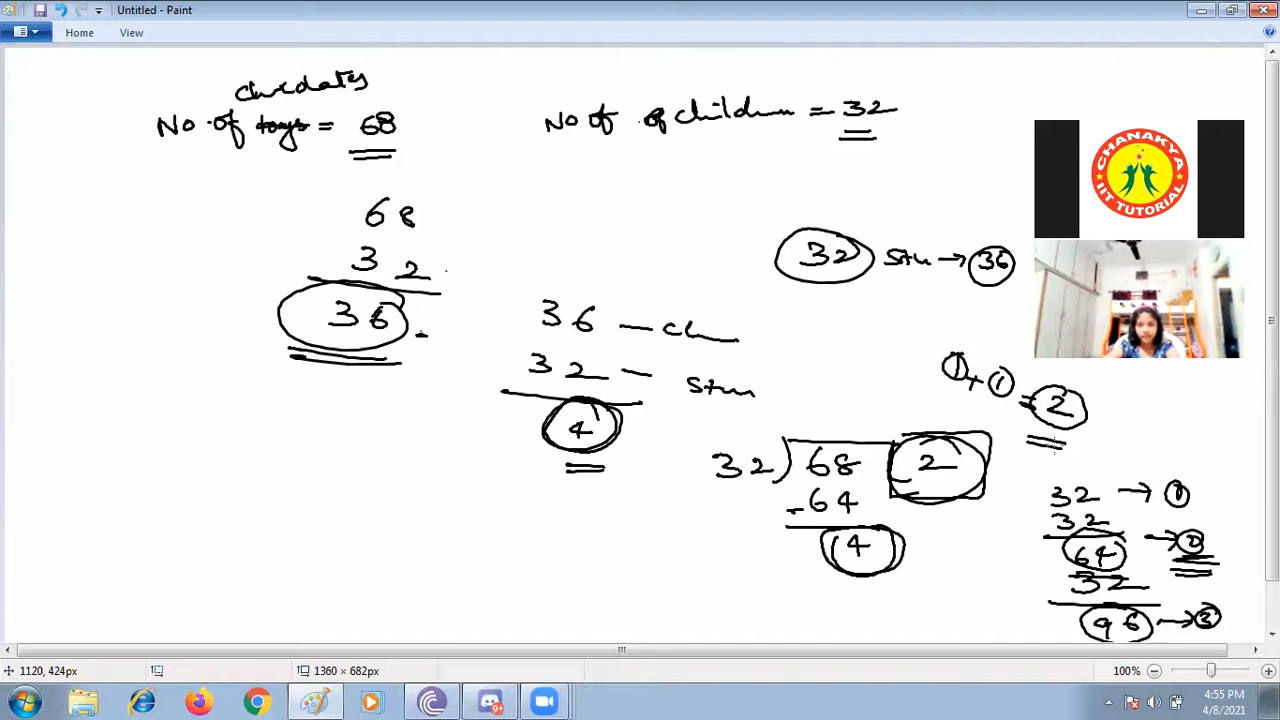 Untitled - Paint
Home
View
No of toys = 68
No of of children = 32
CHANAKYA
IIT TUTORIAL
68
32
36
32 Stu → 36
36 — Ch
32 — Stu
4
1 + 1 = 2
32) 68 2
- 64
4
32 → 1
32
64 → 2
32
96 → 3
1120, 424px
1360 × 682px
100%
4:55 PM
4/8/2021